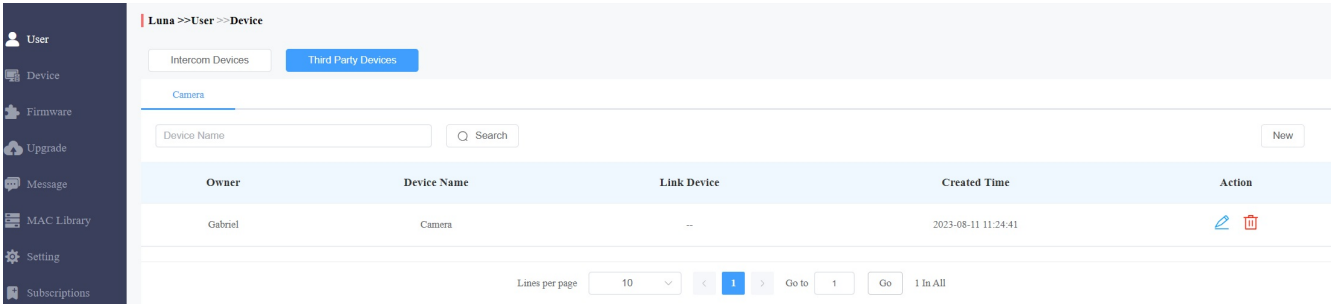 Luna >>User >>Device
User
Device
Firmware
Upgrade
Message
MAC Library
Setting
Subscriptions
Intercom Devices Third Party Devices
Camera
Device Name Search New
Owner Device Name Link Device Created Time Action
Gabriel Camera -- 2023-08-11 11:24:41
Lines per page 10 < 1 > Go to 1 Go 1 In All